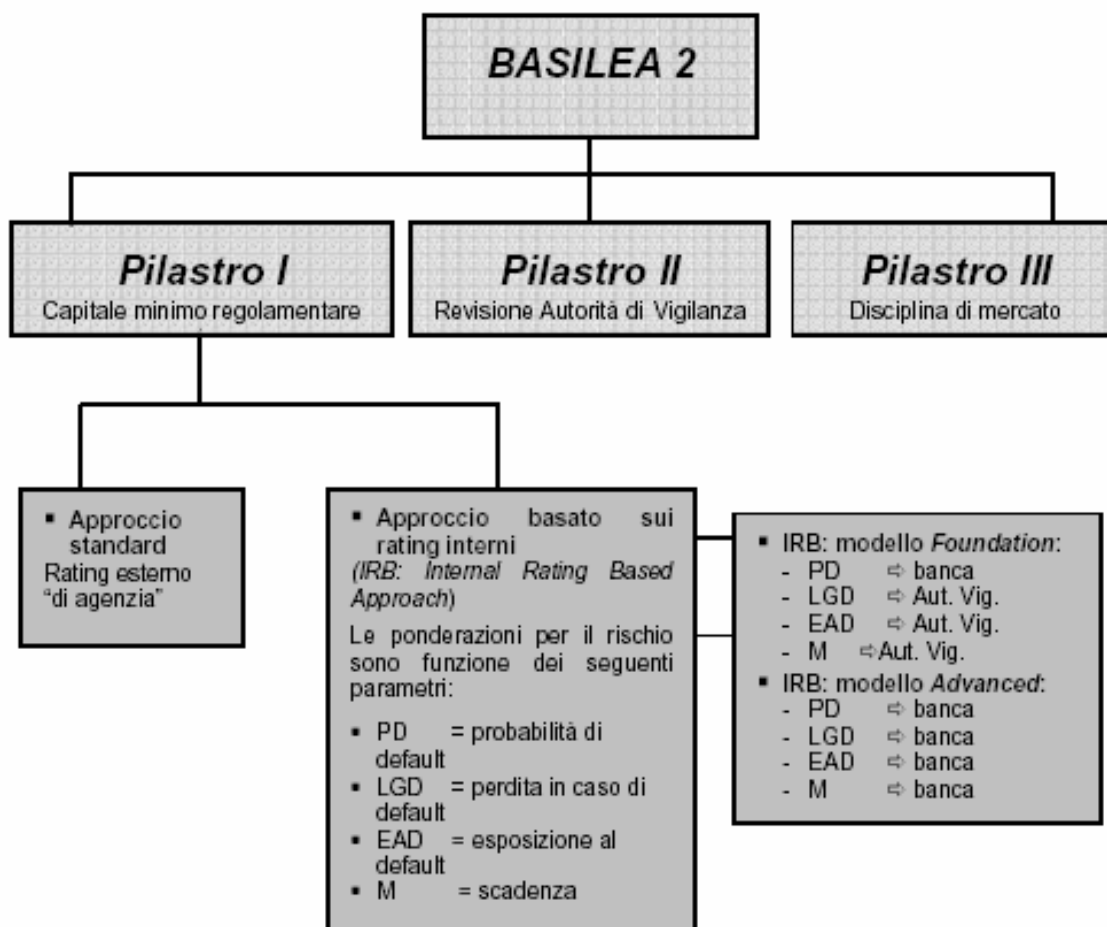 BASILEA 2
Pilastro I
Capitale minimo regolamentare
Pilastro II
Revisione Autorità di Vigilanza
Pilastro III
Disciplina di mercato
▪ Approccio
standard
Rating esterno
“di agenzia”
▪ Approccio basato sui
rating interni
(IRB: Internal Rating Based
Approach)
Le ponderazioni per il rischio
sono funzione dei seguenti
parametri:
▪ PD = probabilità di
default
▪ LGD = perdita in caso di
default
▪ EAD = esposizione al
default
▪ M = scadenza
▪ IRB: modello Foundation:
- PD ⇨ banca
- LGD ⇨ Aut. Vig.
- EAD ⇨ Aut. Vig.
- M ⇨Aut. Vig.
▪ IRB: modello Advanced:
- PD ⇨ banca
- LGD ⇨ banca
- EAD ⇨ banca
- M ⇨ banca